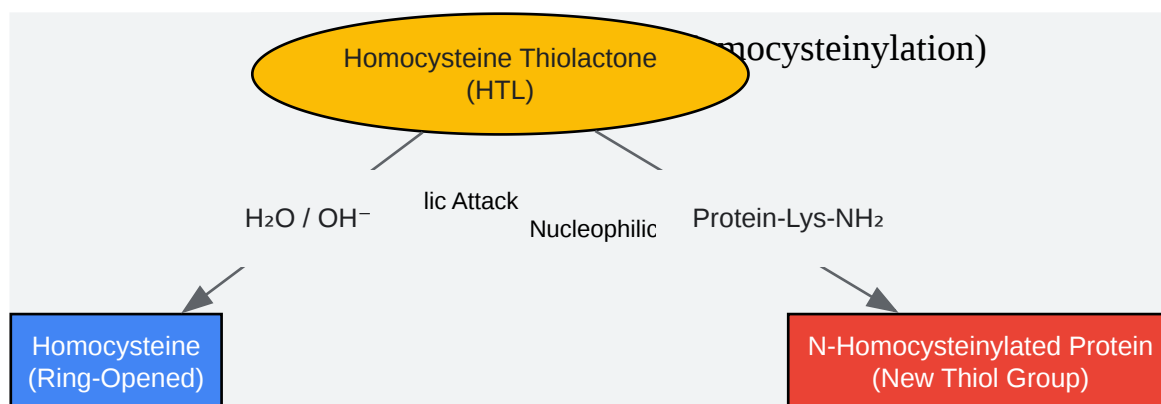 mocysteinylation)
Homocysteine Thiolactone
(HTL)
H₂O / OH⁻
lic Attack
Nucleophilic
Protein-Lys-NH₂
Homocysteine
(Ring-Opened)
N-Homocysteinylated Protein
(New Thiol Group)